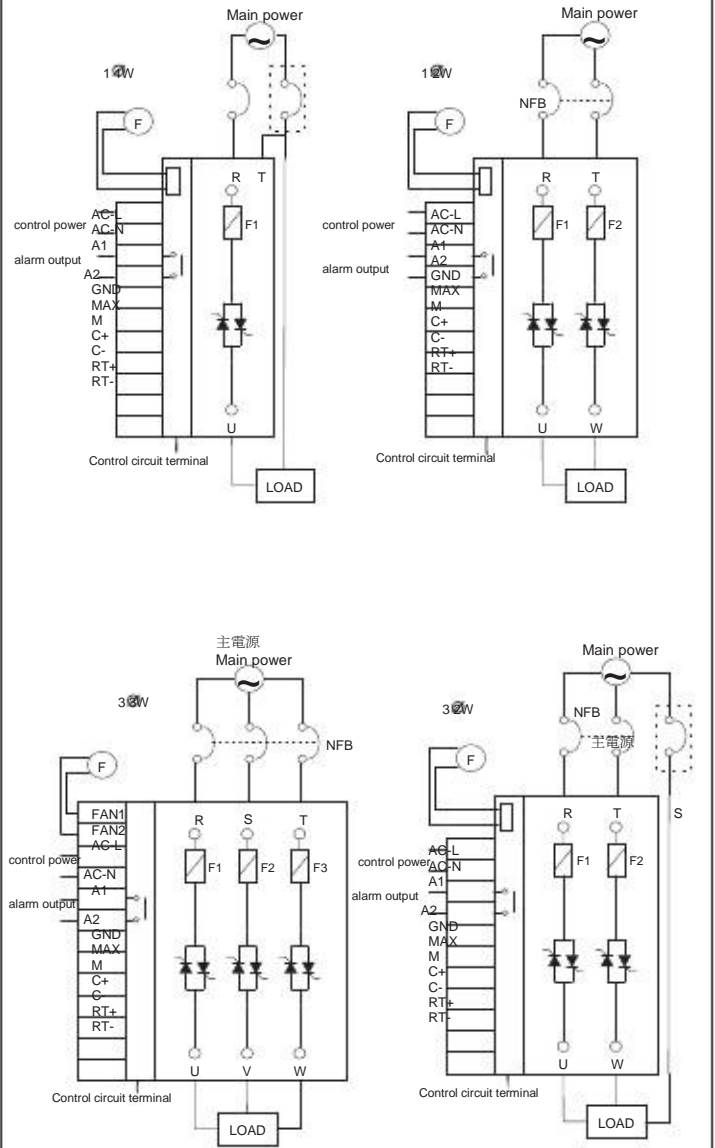 Main power
1 4W
F
R T
F1
AC-L
control power
AC-N
A1
alarm output
A2
GND
MAX
M
C+
C-
RT+
RT-
U
Control circuit terminal
LOAD
Main power
1 2W
NFB
F
R T
F1 F2
AC-L
control power
AC-N
A1
A2
alarm output
GND
MAX
M
C+
C-
RT+
RT-
U W
Control circuit terminal
LOAD
主電源
Main power
3 3W
NFB
F
FAN1
R S T
FAN2
AC-L
F1 F2 F3
control power
AC-N
A1
alarm output
A2
GND
MAX
M
C+
C-
RT+
RT-
U V W
Control circuit terminal
LOAD
Main power
3 2W
NFB
主電源
F
R T S
F1 F2
AC-L
control power
AC-N
A1
alarm output
A2
GND
MAX
M
C+
C-
RT+
RT-
U W
Control circuit terminal
LOAD